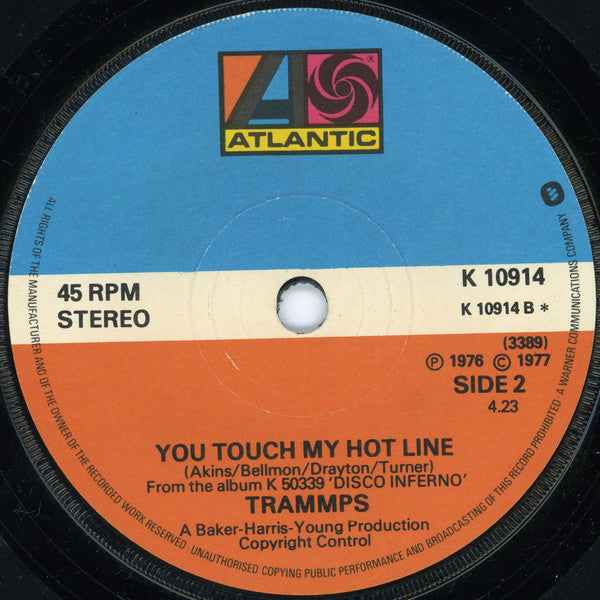 ATLANTIC
®
45 RPM
STEREO
K 10914
K 10914 B *
(3389)
Ⓟ 1976 © 1977
SIDE 2
4.23
YOU TOUCH MY HOT LINE
(Akins/Bellmon/Drayton/Turner)
From the album K 50339 'DISCO INFERNO'
TRAMMPS
A Baker-Harris-Young Production
Copyright Control
ALL RIGHTS OF THE MANUFACTURER AND OF THE OWNER OF THE RECORDED WORK RESERVED UNAUTHORISED COPYING PUBLIC PERFORMANCE AND BROADCASTING OF THIS RECORD PROHIBITED A WARNER COMMUNICATIONS COMPANY